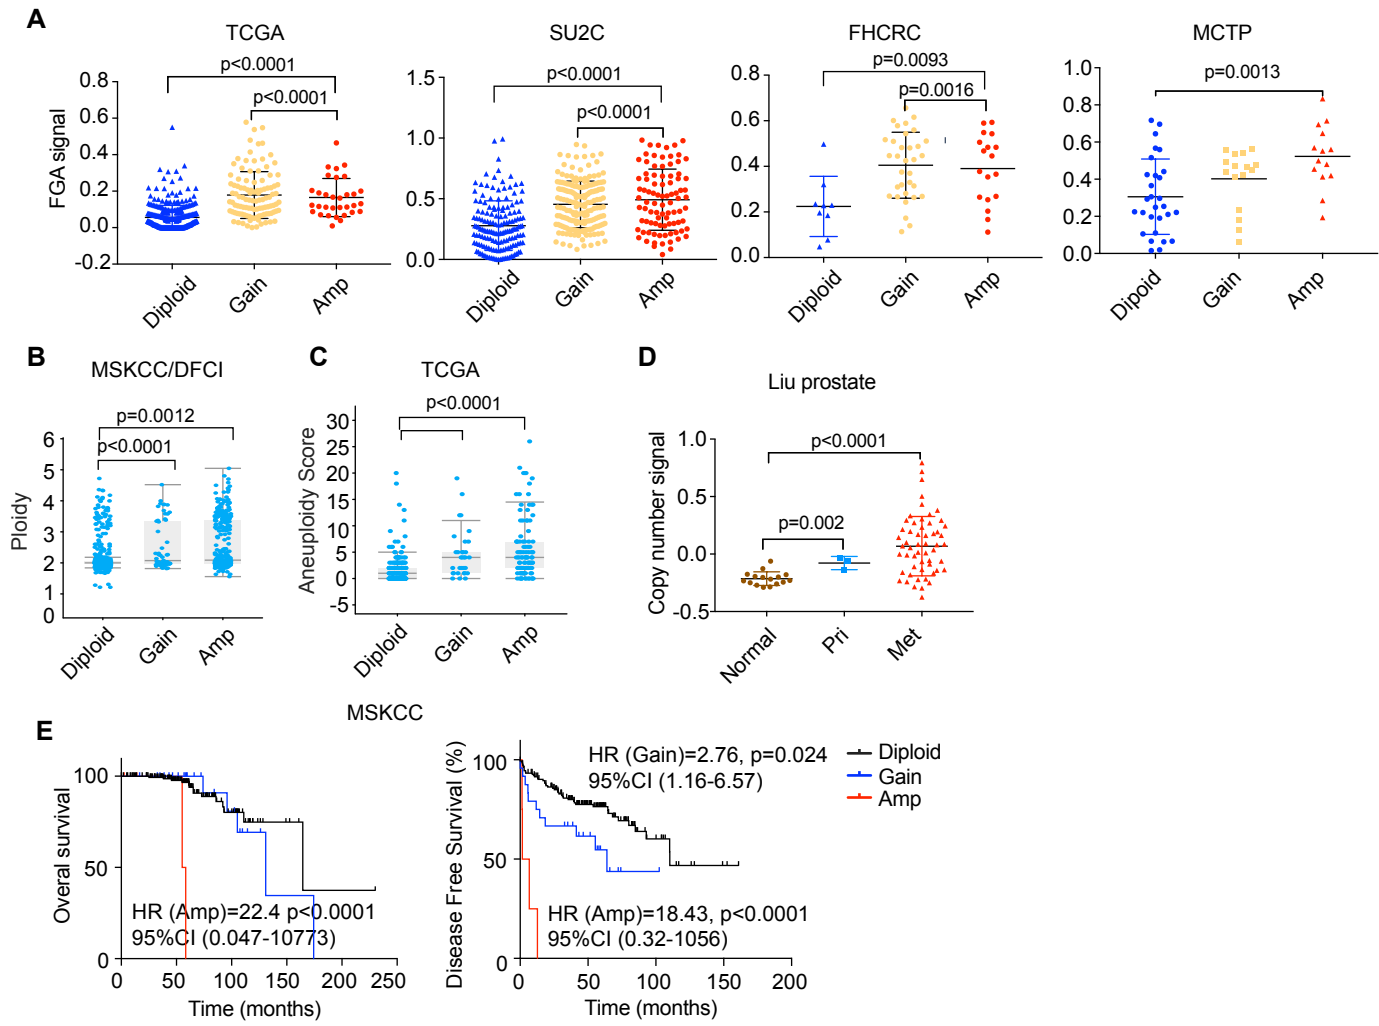 A
TCGA
SU2C
FHCRC
MCTP
p<0.0001
p<0.0001
FGA signal
0.8
0.6
0.4
0.2
0.0
-0.2
Diploid
Gain
Amp
p<0.0001
p<0.0001
1.5
1.0
0.5
0.0
Diploid
Gain
Amp
p=0.0093
p=0.0016
0.8
0.6
0.4
0.2
0.0
Diploid
Gain
Amp
p=0.0013
1.0
0.8
0.6
0.4
0.2
0.0
Dipoid
Gain
Amp
B
MSKCC/DFCI
p=0.0012
p<0.0001
Ploidy
6
5
4
3
2
1
0
Diploid
Gain
Amp
C
TCGA
p<0.0001
Aneuploidy Score
30
25
20
15
10
5
0
-5
Diploid
Gain
Amp
D
Liu prostate
p<0.0001
p=0.002
Copy number signal
1.0
0.5
0.0
-0.5
Normal
Pri
Met
E
MSKCC
Overal survival
100
50
0
HR (Amp)=22.4 p<0.0001
95%CI (0.047-10773)
0 50 100 150 200 250
Time (months)
Disease Free Survival (%)
100
50
0
HR (Gain)=2.76, p=0.024
95%CI (1.16-6.57)
HR (Amp)=18.43, p<0.0001
95%CI (0.32-1056)
0 50 100 150 200
Time (months)
Diploid
Gain
Amp